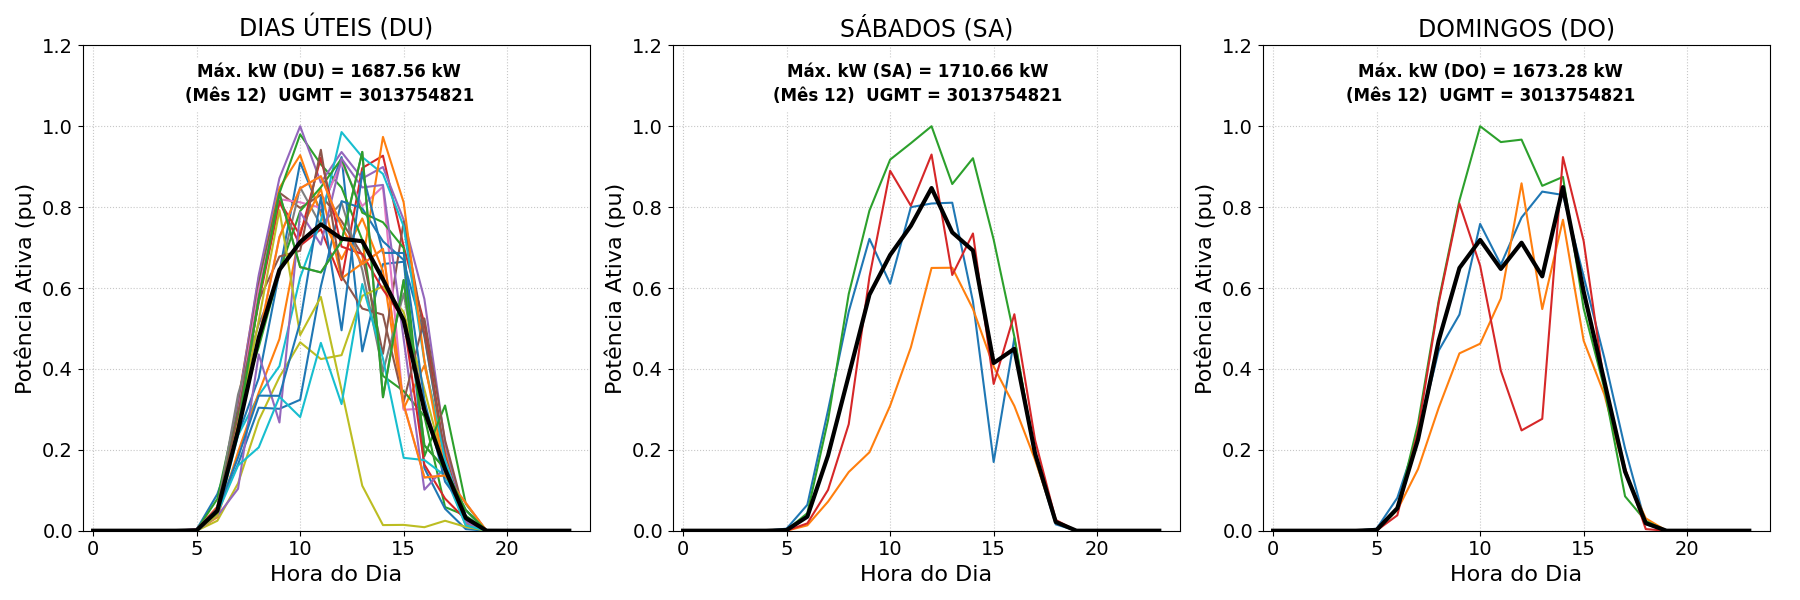 DIAS ÚTEIS (DU)
Máx. kW (DU) = 1687.56 kW
(Mês 12)  UGMT = 3013754821
Potência Ativa (pu)
1.2
1.0
0.8
0.6
0.4
0.2
0.0
0 5 10 15 20
Hora do Dia
SÁBADOS (SA)
Máx. kW (SA) = 1710.66 kW
(Mês 12)  UGMT = 3013754821
Potência Ativa (pu)
1.2
1.0
0.8
0.6
0.4
0.2
0.0
0 5 10 15 20
Hora do Dia
DOMINGOS (DO)
Máx. kW (DO) = 1673.28 kW
(Mês 12)  UGMT = 3013754821
Potência Ativa (pu)
1.2
1.0
0.8
0.6
0.4
0.2
0.0
0 5 10 15 20
Hora do Dia